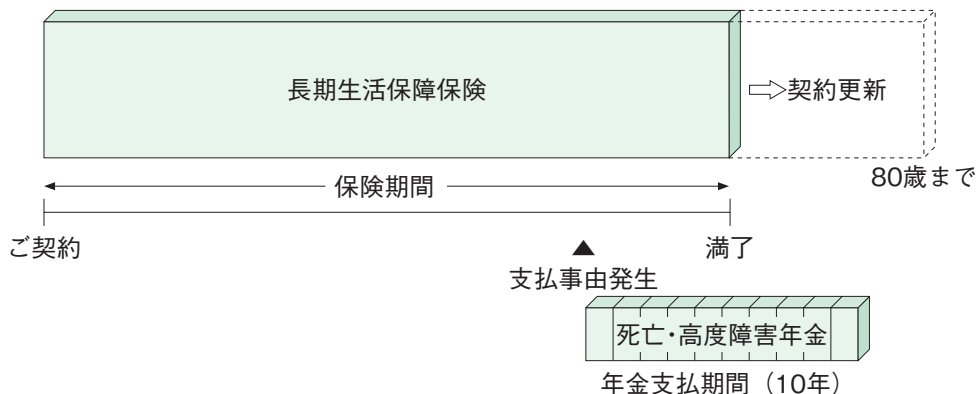 長期生活保障保険
契約更新
80歳まで
保険期間
ご契約
満了
支払事由発生
死亡・高度障害年金
年金支払期間（10年）